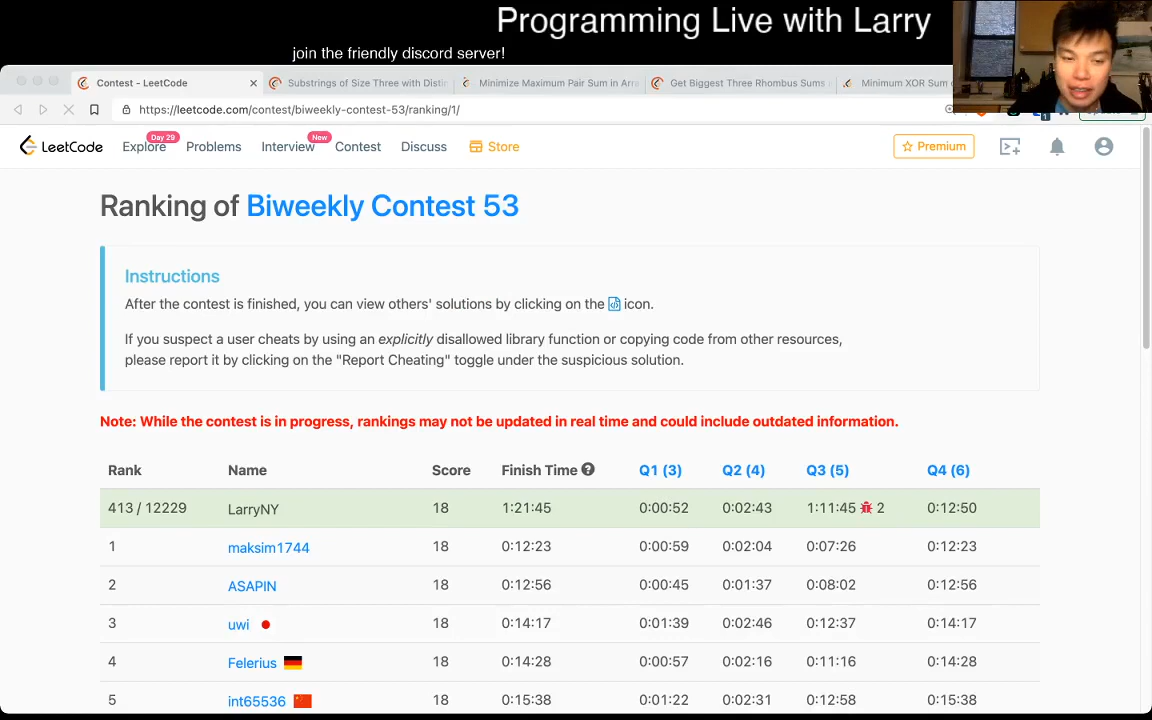 Programming Live with Larry
join the friendly discord server!
Contest - LeetCode
Substrings of Size Three with Distin
Minimize Maximum Pair Sum in Arra
Get Biggest Three Rhombus Sums
Minimum XOR Sum
https://leetcode.com/contest/biweekly-contest-53/ranking/1/
LeetCode Explore Day 29 Problems Interview New Contest Discuss Store Premium
Ranking of Biweekly Contest 53
Instructions
After the contest is finished, you can view others' solutions by clicking on the icon.
If you suspect a user cheats by using an explicitly disallowed library function or copying code from other resources,
please report it by clicking on the "Report Cheating" toggle under the suspicious solution.
Note: While the contest is in progress, rankings may not be updated in real time and could include outdated information.
Rank Name Score Finish Time Q1 (3) Q2 (4) Q3 (5) Q4 (6)
413 / 12229 LarryNY 18 1:21:45 0:00:52 0:02:43 1:11:45 2 0:12:50
1 maksim1744 18 0:12:23 0:00:59 0:02:04 0:07:26 0:12:23
2 ASAPIN 18 0:12:56 0:00:45 0:01:37 0:08:02 0:12:56
3 uwi 18 0:14:17 0:01:39 0:02:46 0:12:37 0:14:17
4 Felerius 18 0:14:28 0:00:57 0:02:16 0:11:16 0:14:28
5 int65536 18 0:15:38 0:01:22 0:02:31 0:12:58 0:15:38